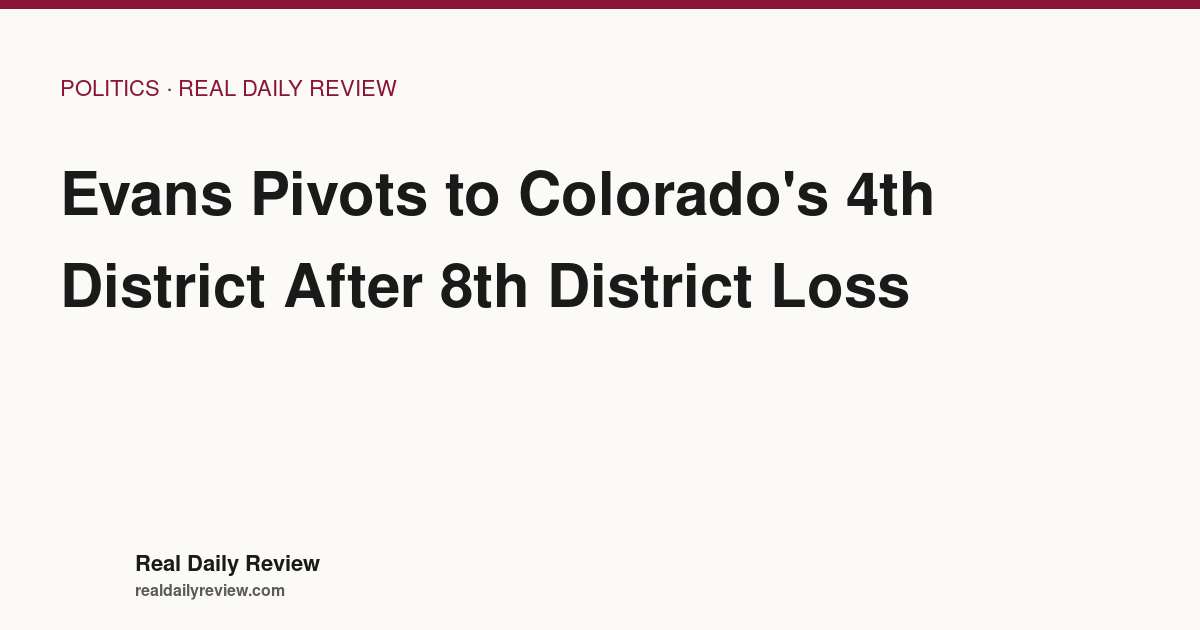 POLITICS · REAL DAILY REVIEW
Evans Pivots to Colorado's 4th
District After 8th District Loss
Real Daily Review
realdailyreview.com